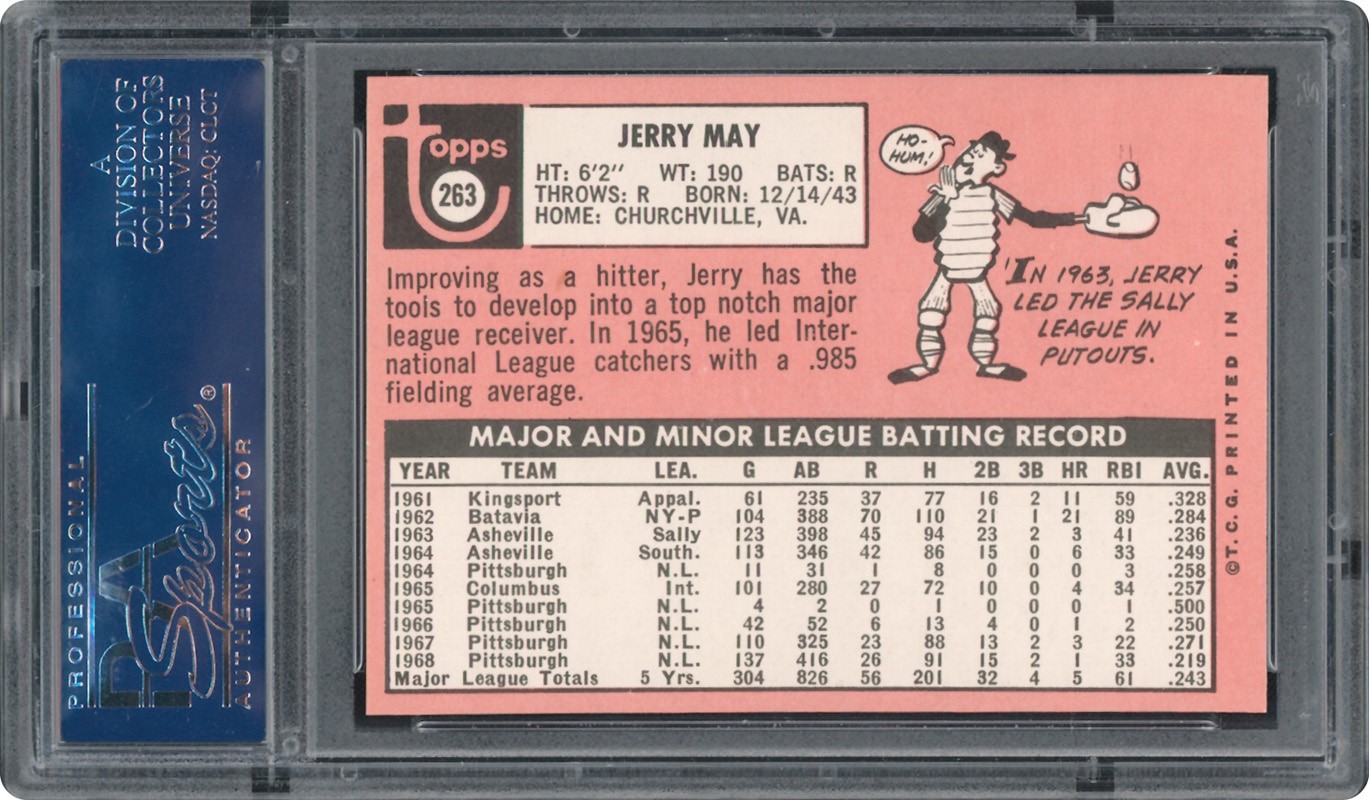 A
DIVISION OF
COLLECTORS
UNIVERSE
NASDAQ: CLCT
PROFESSIONAL
PSA
Sports®
AUTHENTICATOR
topps
263
JERRY MAY
HT: 6'2" WT: 190 BATS: R
THROWS: R BORN: 12/14/43
HOME: CHURCHVILLE, VA.
HO-
HUM!
Improving as a hitter, Jerry has the
tools to develop into a top notch major
league receiver. In 1965, he led Inter-
national League catchers with a .985
fielding average.
'IN 1963, JERRY
LED THE SALLY
LEAGUE IN
PUTOUTS.
©T.C.G. PRINTED IN U.S.A.
MAJOR AND MINOR LEAGUE BATTING RECORD
YEAR TEAM LEA. G AB R H 2B 3B HR RBI AVG.
1961 Kingsport Appal. 61 235 37 77 16 2 11 59 .328
1962 Batavia NY-P 104 388 70 110 21 1 21 89 .284
1963 Asheville Sally 123 398 45 94 23 2 3 41 .236
1964 Asheville South. 113 346 42 86 15 0 6 33 .249
1964 Pittsburgh N.L. 11 31 1 8 0 0 0 3 .258
1965 Columbus Int. 101 280 27 72 10 0 4 34 .257
1965 Pittsburgh N.L. 4 2 0 1 0 0 0 1 .500
1966 Pittsburgh N.L. 42 52 6 13 4 0 1 2 .250
1967 Pittsburgh N.L. 110 325 23 88 13 2 3 22 .271
1968 Pittsburgh N.L. 137 416 26 91 15 2 1 33 .219
Major League Totals 5 Yrs. 304 826 56 201 32 4 5 61 .243